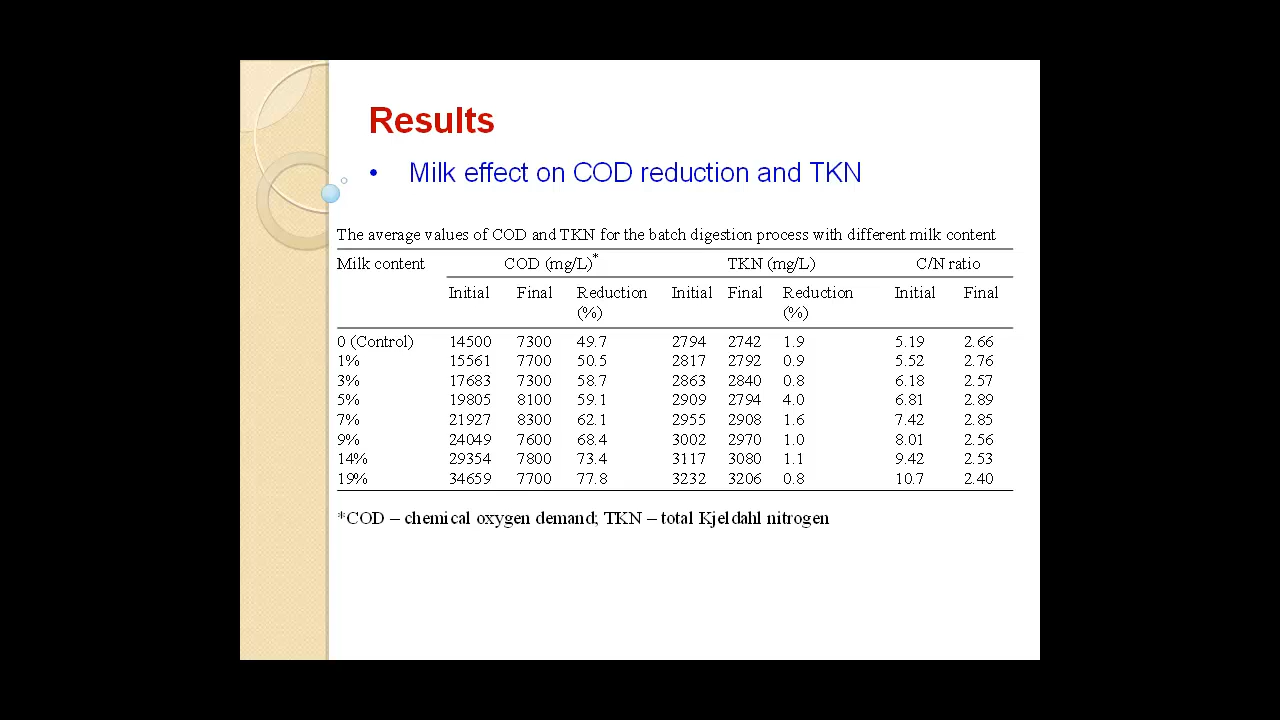 Results
• Milk effect on COD reduction and TKN
The average values of COD and TKN for the batch digestion process with different milk content
Milk content COD (mg/L)* TKN (mg/L) C/N ratio
Initial Final Reduction (%) Initial Final Reduction (%) Initial Final
0 (Control) 14500 7300 49.7 2794 2742 1.9 5.19 2.66
1% 15561 7700 50.5 2817 2792 0.9 5.52 2.76
3% 17683 7300 58.7 2863 2840 0.8 6.18 2.57
5% 19805 8100 59.1 2909 2794 4.0 6.81 2.89
7% 21927 8300 62.1 2955 2908 1.6 7.42 2.85
9% 24049 7600 68.4 3002 2970 1.0 8.01 2.56
14% 29354 7800 73.4 3117 3080 1.1 9.42 2.53
19% 34659 7700 77.8 3232 3206 0.8 10.7 2.40
*COD – chemical oxygen demand; TKN – total Kjeldahl nitrogen